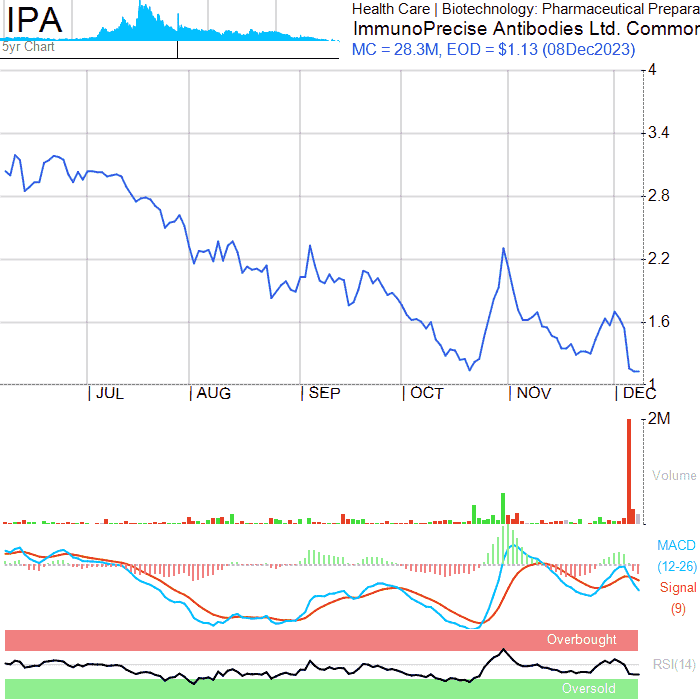 IPA
5yr Chart
Health Care | Biotechnology: Pharmaceutical Prepara
ImmunoPrecise Antibodies Ltd. Common
MC = 28.3M, EOD = $1.13 (08Dec2023)
4
3.4
2.8
2.2
1.6
1
JUL AUG SEP OCT NOV DEC
2M
Volume
MACD
(12-26)
Signal
(9)
Overbought
RSI(14)
Oversold